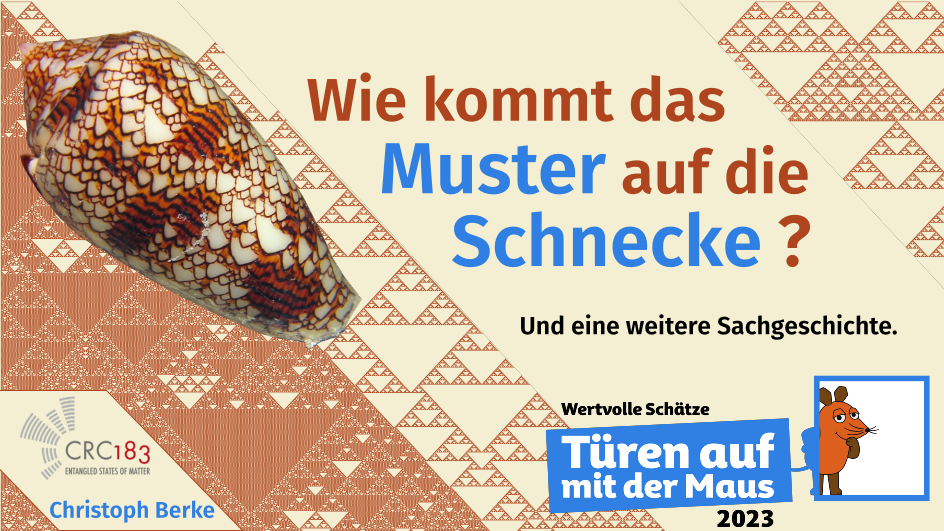 Wie kommt das
Muster auf die
Schnecke ?
Und eine weitere Sachgeschichte.
Wertvolle Schätze
Türen auf
mit der Maus
2023
CRC183
ENTANGLED STATES OF MATTER
Christoph Berke